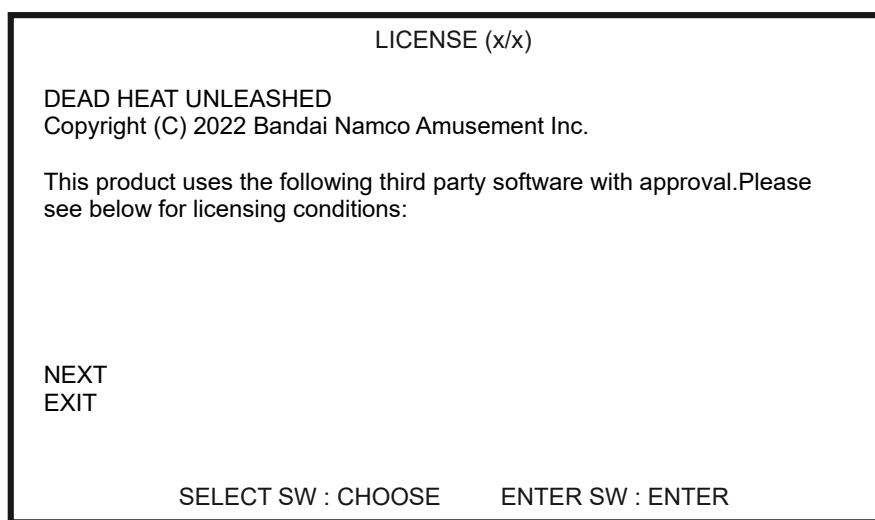 LICENSE (x/x)
DEAD HEAT UNLEASHED
Copyright (C) 2022 Bandai Namco Amusement Inc.
This product uses the following third party software with approval.Please
see below for licensing conditions:
NEXT
EXIT
SELECT SW : CHOOSE ENTER SW : ENTER